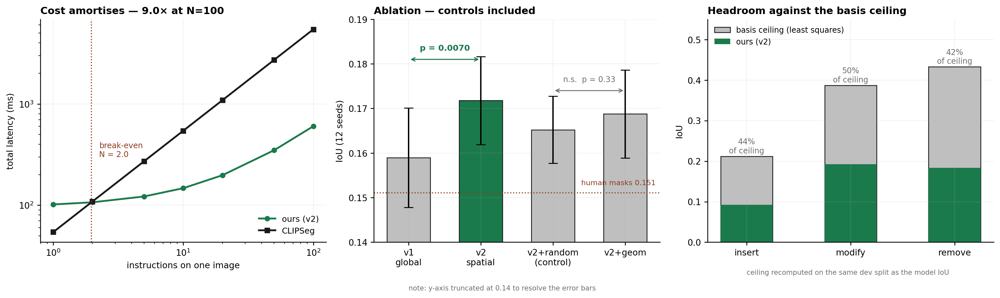 Cost amortises — 9.0× at N=100
total latency (ms)
10³
10²
break-even
N = 2.0
ours (v2)
CLIPSeg
10⁰
10¹
10²
instructions on one image
Ablation — controls included
IoU (12 seeds)
0.19
0.18
0.17
0.16
0.15
0.14
p = 0.0070
n.s. p = 0.33
human masks 0.151
v1
global
v2
spatial
v2+random
(control)
v2+geom
note: y-axis truncated at 0.14 to resolve the error bars
Headroom against the basis ceiling
IoU
0.5
0.4
0.3
0.2
0.1
0.0
basis ceiling (least squares)
ours (v2)
44%
of ceiling
50%
of ceiling
42%
of ceiling
insert
modify
remove
ceiling recomputed on the same dev split as the model IoU